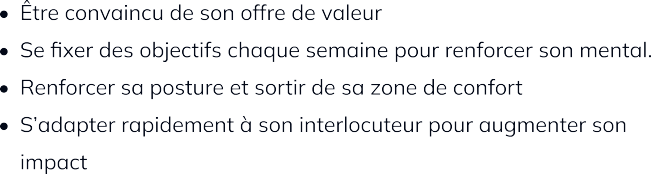 • Être convaincu de son offre de valeur
• Se fixer des objectifs chaque semaine pour renforcer son mental.
• Renforcer sa posture et sortir de sa zone de confort
• S’adapter rapidement à son interlocuteur pour augmenter son
impact